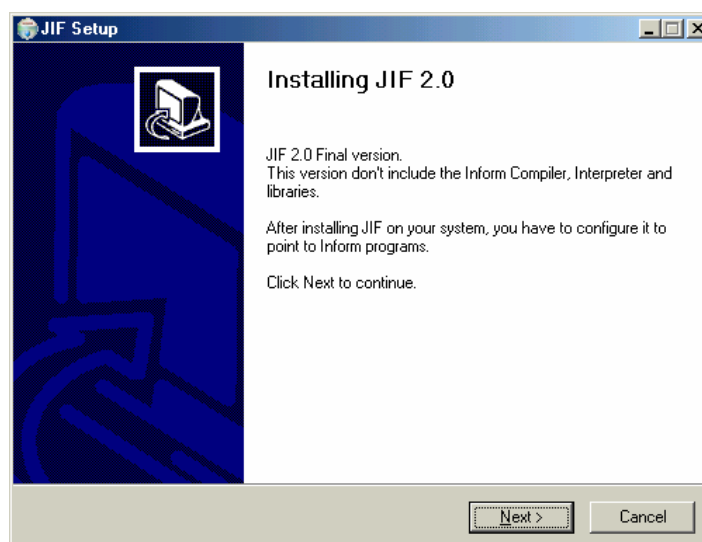 JIF Setup
Installing JIF 2.0
JIF 2.0 Final version.
This version don't include the Inform Compiler, Interpreter and
libraries.
After installing JIF on your system, you have to configure it to
point to Inform programs.
Click Next to continue.
Next >
Cancel